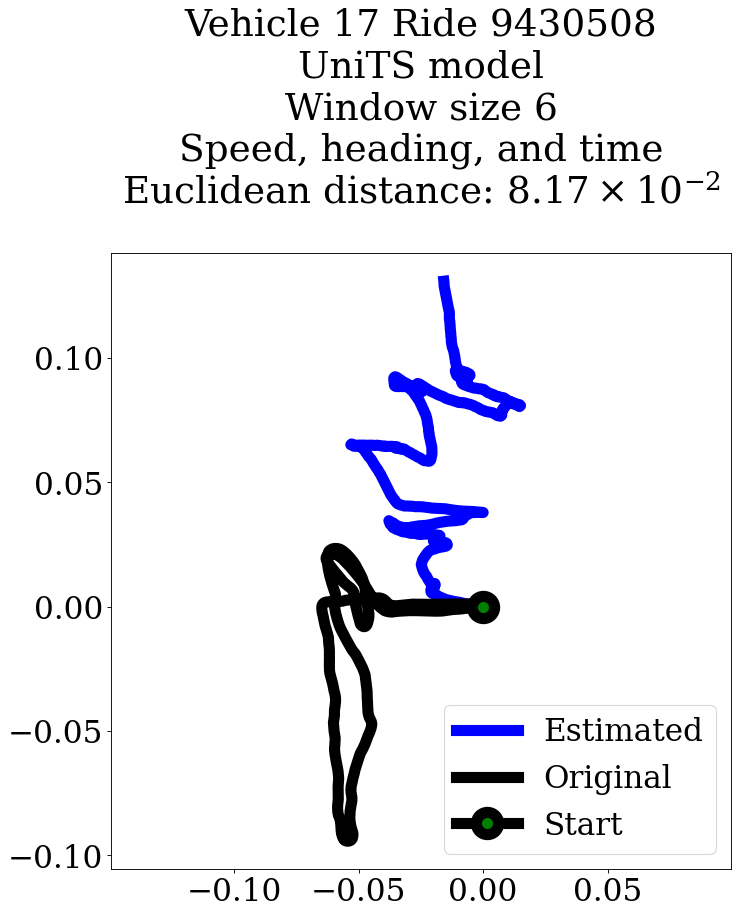 Vehicle 17 Ride 9430508
UniTS model
Window size 6
Speed, heading, and time
Euclidean distance: 8.17 × 10⁻²
0.10
0.05
0.00
−0.05
−0.10
Estimated
Original
Start
−0.10 −0.05 0.00 0.05